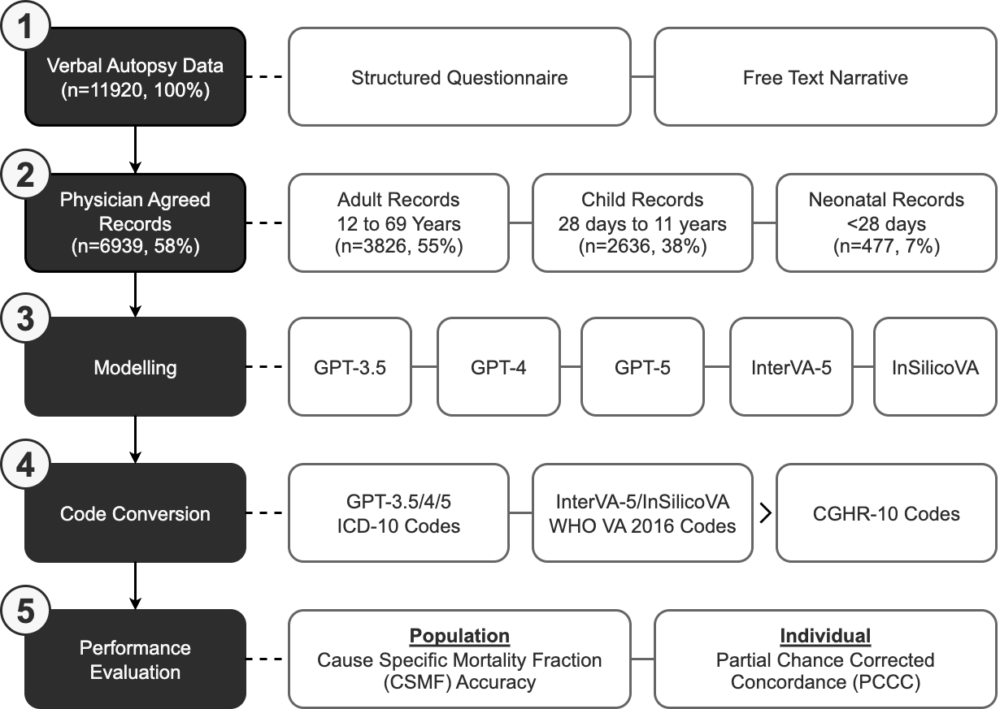 1
Verbal Autopsy Data
(n=11920, 100%)
Structured Questionnaire
Free Text Narrative
2
Physician Agreed
Records
(n=6939, 58%)
Adult Records
12 to 69 Years
(n=3826, 55%)
Child Records
28 days to 11 years
(n=2636, 38%)
Neonatal Records
<28 days
(n=477, 7%)
3
Modelling
GPT-3.5
GPT-4
GPT-5
InterVA-5
InSilicoVA
4
Code Conversion
GPT-3.5/4/5
ICD-10 Codes
InterVA-5/InSilicoVA
WHO VA 2016 Codes
CGHR-10 Codes
5
Performance
Evaluation
Population
Cause Specific Mortality Fraction
(CSMF) Accuracy
Individual
Partial Chance Corrected
Concordance (PCCC)